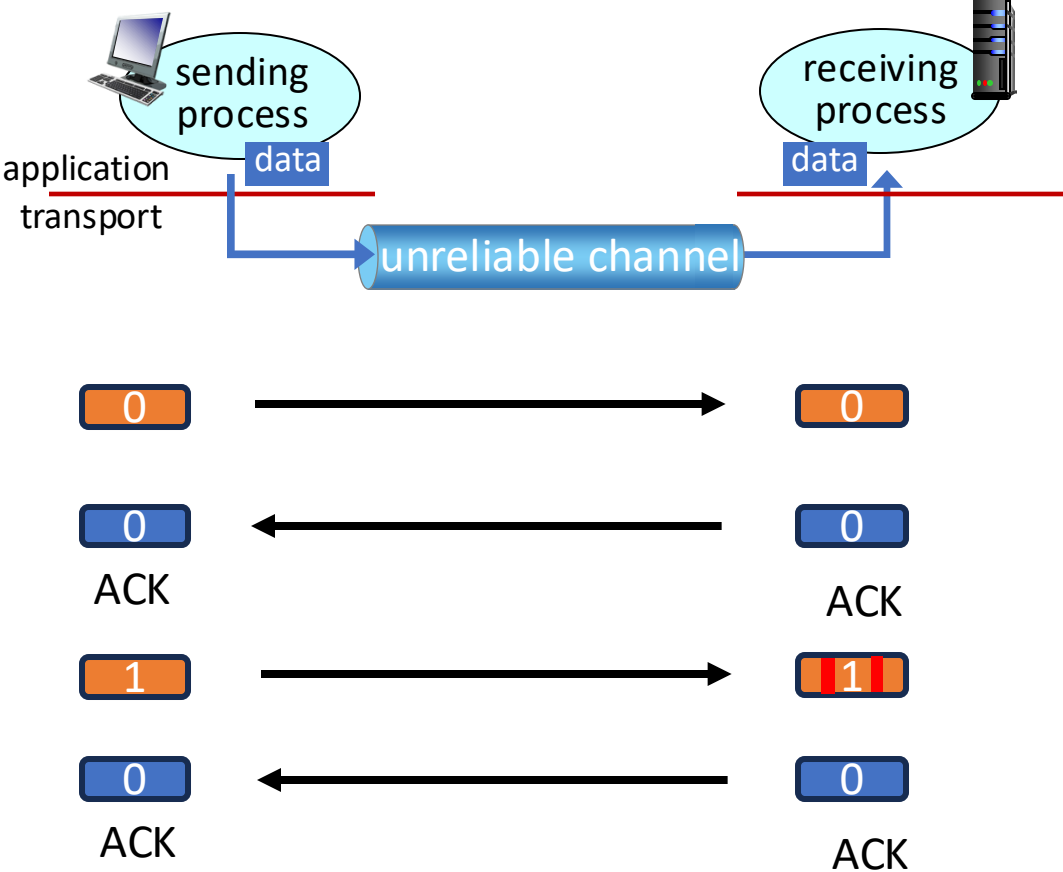 sending
process
receiving
process
data
data
application
transport
unreliable channel
0
0
0
0
ACK
ACK
1
1
0
0
ACK
ACK